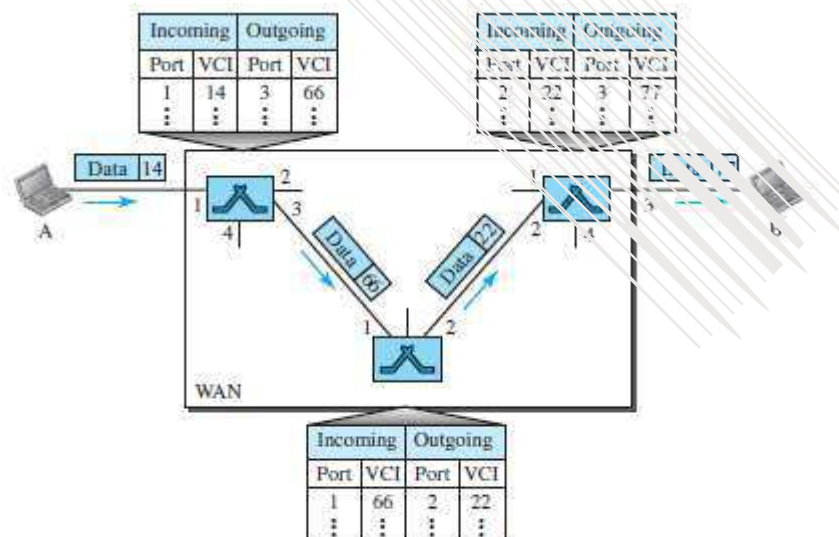 Incoming Outgoing
Port VCI Port VCI
1 14 3 66
Incoming Outgoing
Port VCI Port VCI
2 22 3 77
Data 14
A
1
2
3
4
Data 66
Data 22
1
2
3
1
2
WAN
Incoming Outgoing
Port VCI Port VCI
1 66 2 22